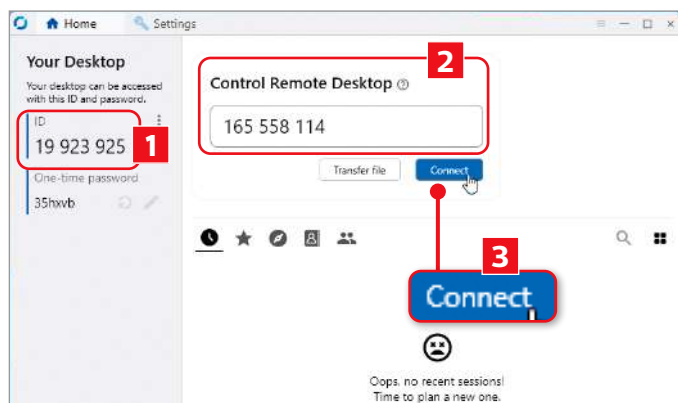 Home
Settings
Your Desktop
Your desktop can be accessed
with this ID and password.
ID
19 923 925
1
One-time password
35hxvb
2
Control Remote Desktop
165 558 114
Transfer file
Connect
3
Connect
Oops, no recent sessions!
Time to plan a new one.